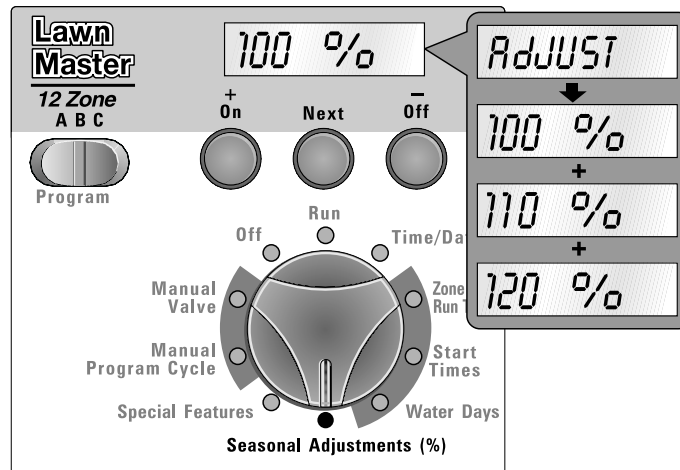 Lawn
Master
12 Zone
A B C
Program
100 %
+
On
Next
−
Off
AdJUST
100 %
+
110 %
+
120 %
Run
Off
Time/Da
Manual
Valve
Zone
Run T
Manual
Program Cycle
Start
Times
Special Features
Water Days
Seasonal Adjustments (%)